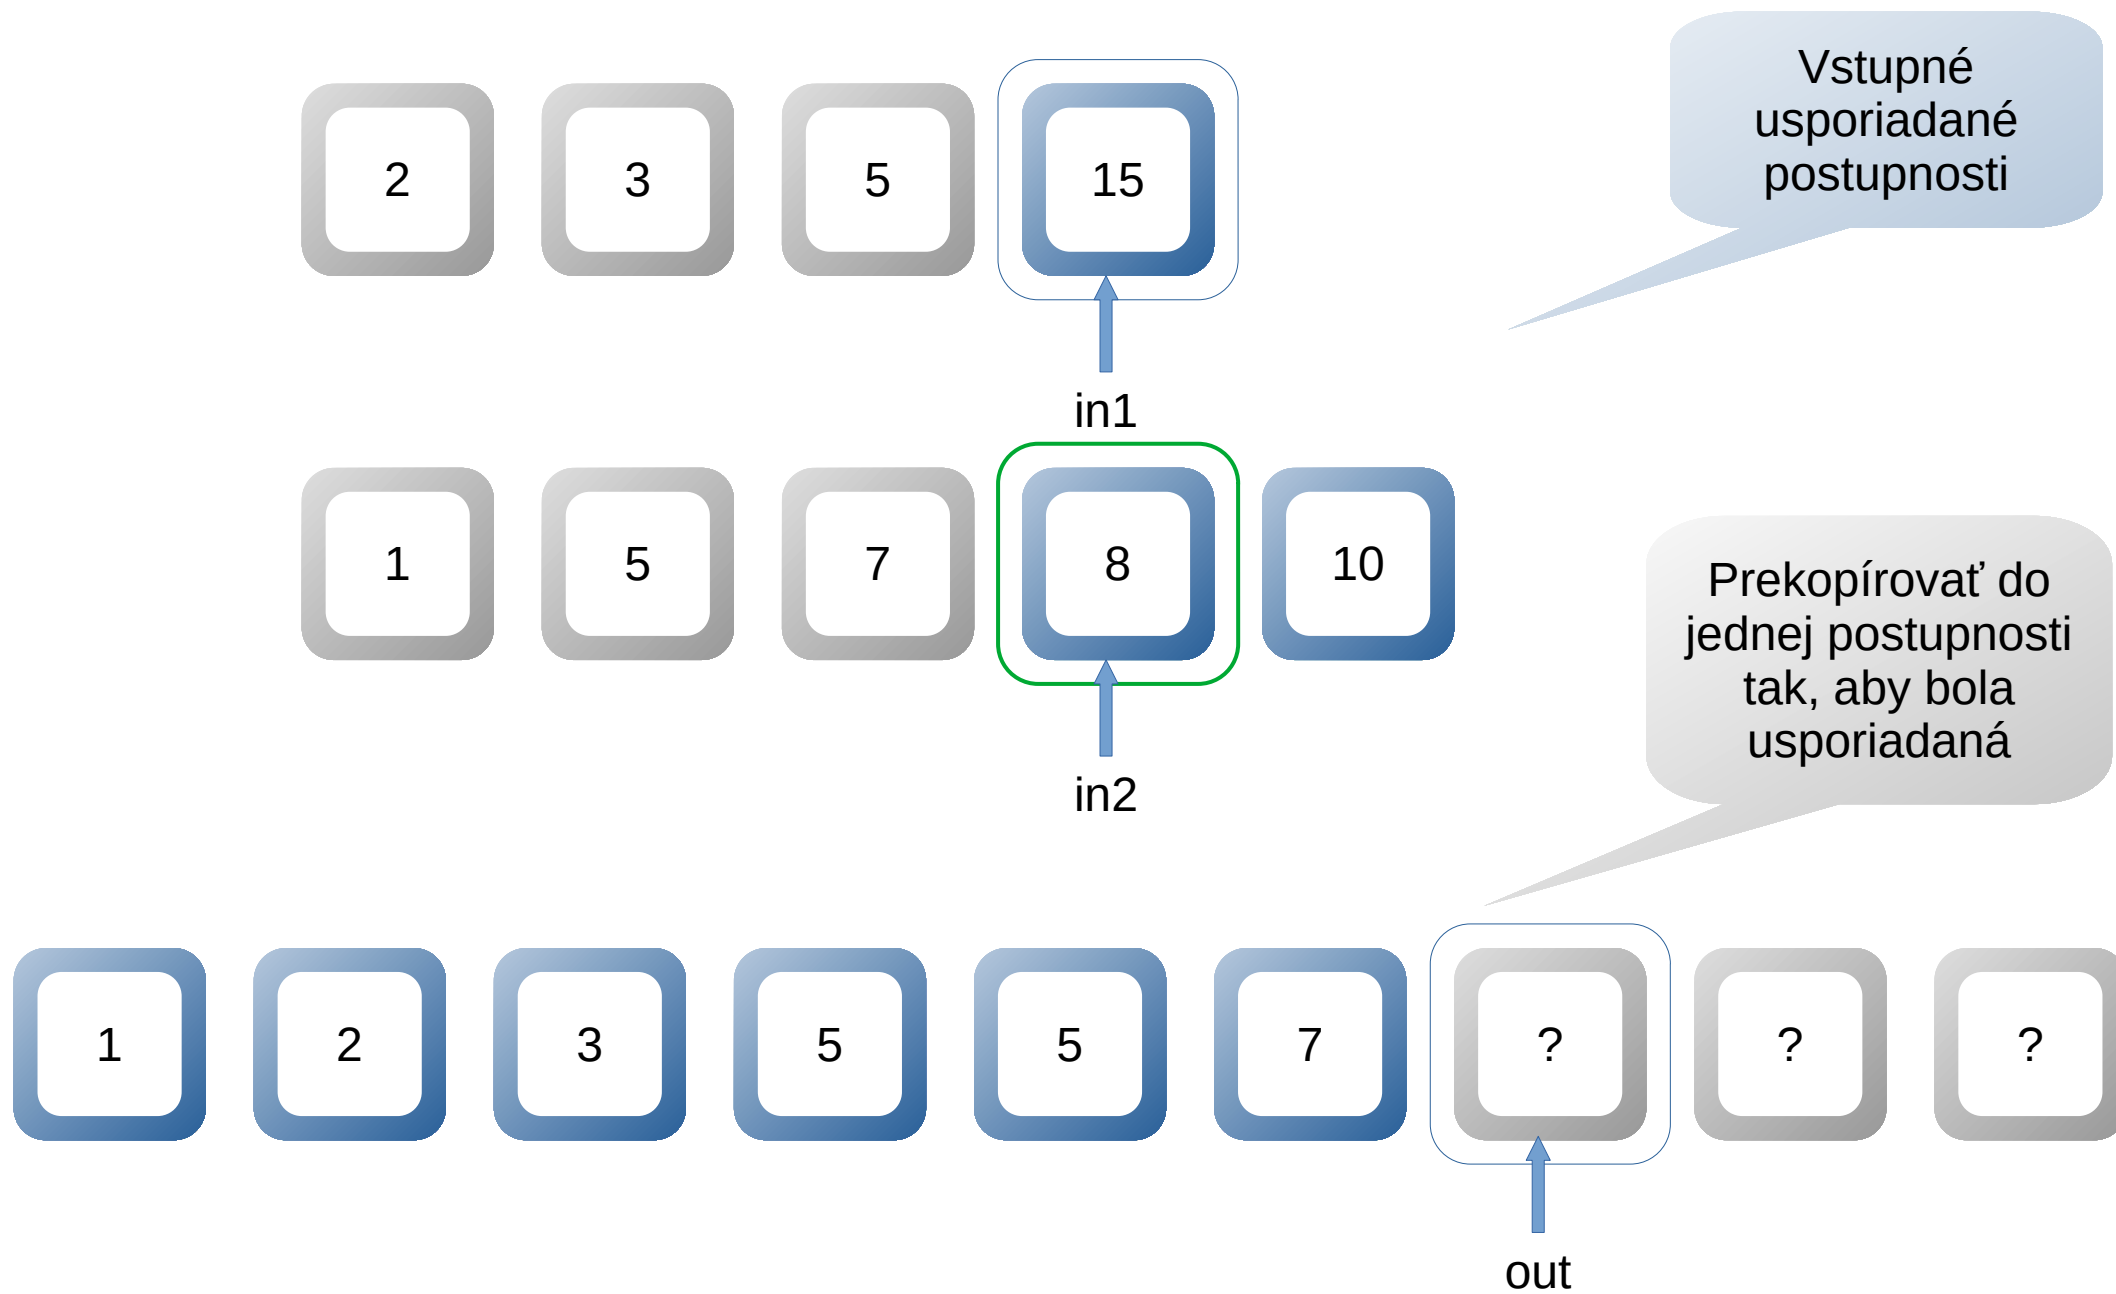 Vstupné
usporiadané
postupnosti
2 3 5 15
in1
1 5 7 8 10
in2
Prekopírovať do
jednej postupnosti
tak, aby bola
usporiadaná
1 2 3 5 5 7 ? ? ?
out